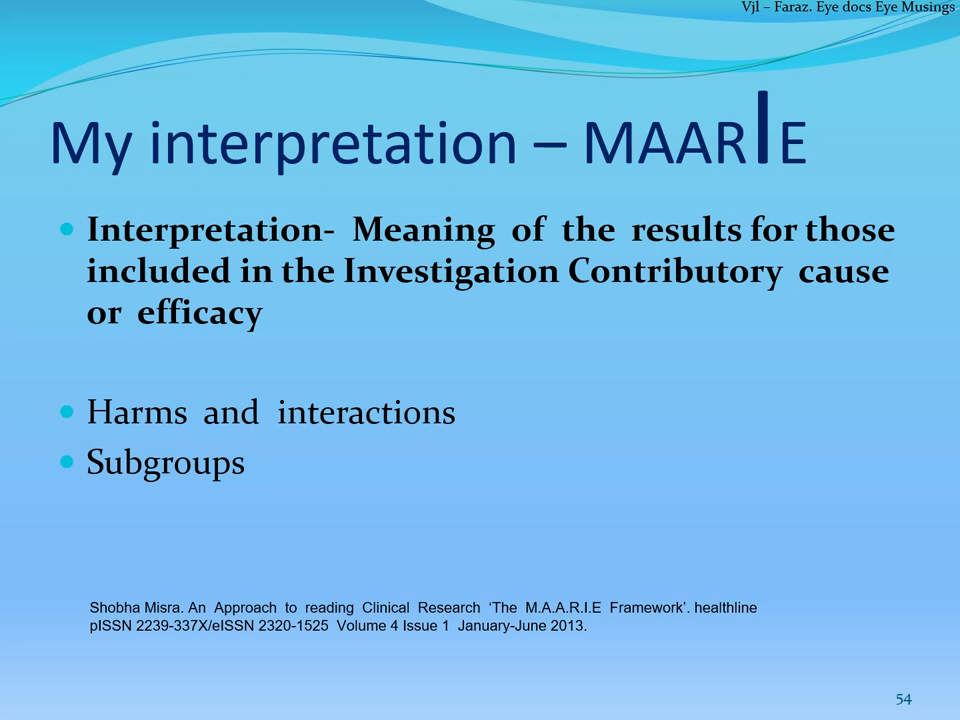 Vjl – Faraz. Eye docs Eye Musings
My interpretation – MAARIE
Interpretation- Meaning of the results for those
included in the Investigation Contributory cause
or efficacy
Harms and interactions
Subgroups
Shobha Misra. An Approach to reading Clinical Research ‘The M.A.A.R.I.E Framework’. healthline
pISSN 2239-337X/eISSN 2320-1525 Volume 4 Issue 1 January-June 2013.
54